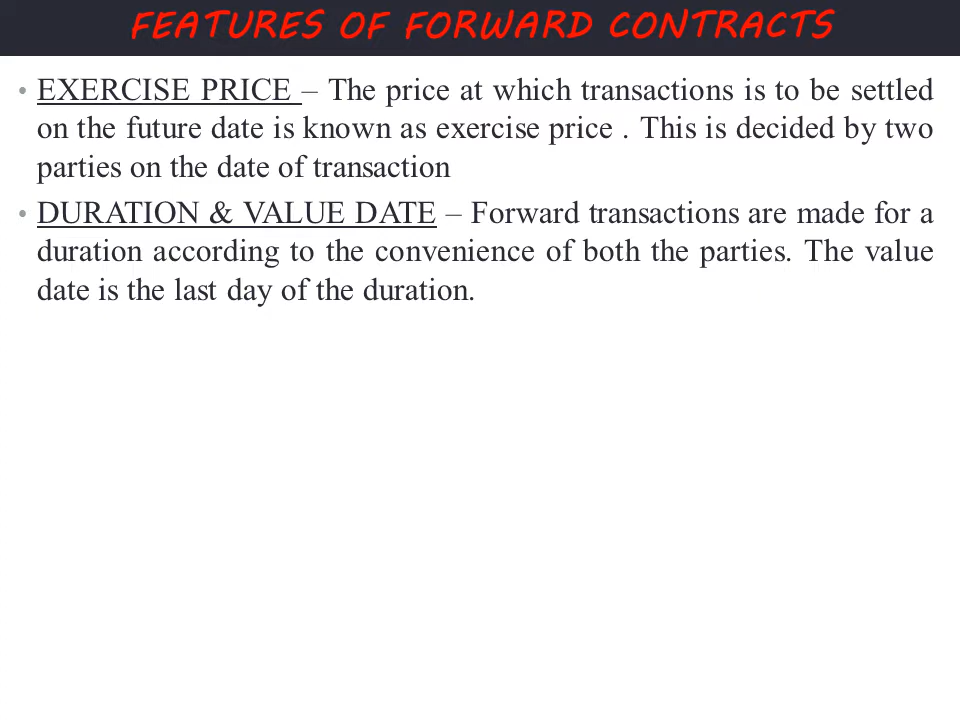 FEATURES OF FORWARD CONTRACTS
• EXERCISE PRICE – The price at which transactions is to be settled
on the future date is known as exercise price . This is decided by two
parties on the date of transaction
• DURATION & VALUE DATE – Forward transactions are made for a
duration according to the convenience of both the parties. The value
date is the last day of the duration.